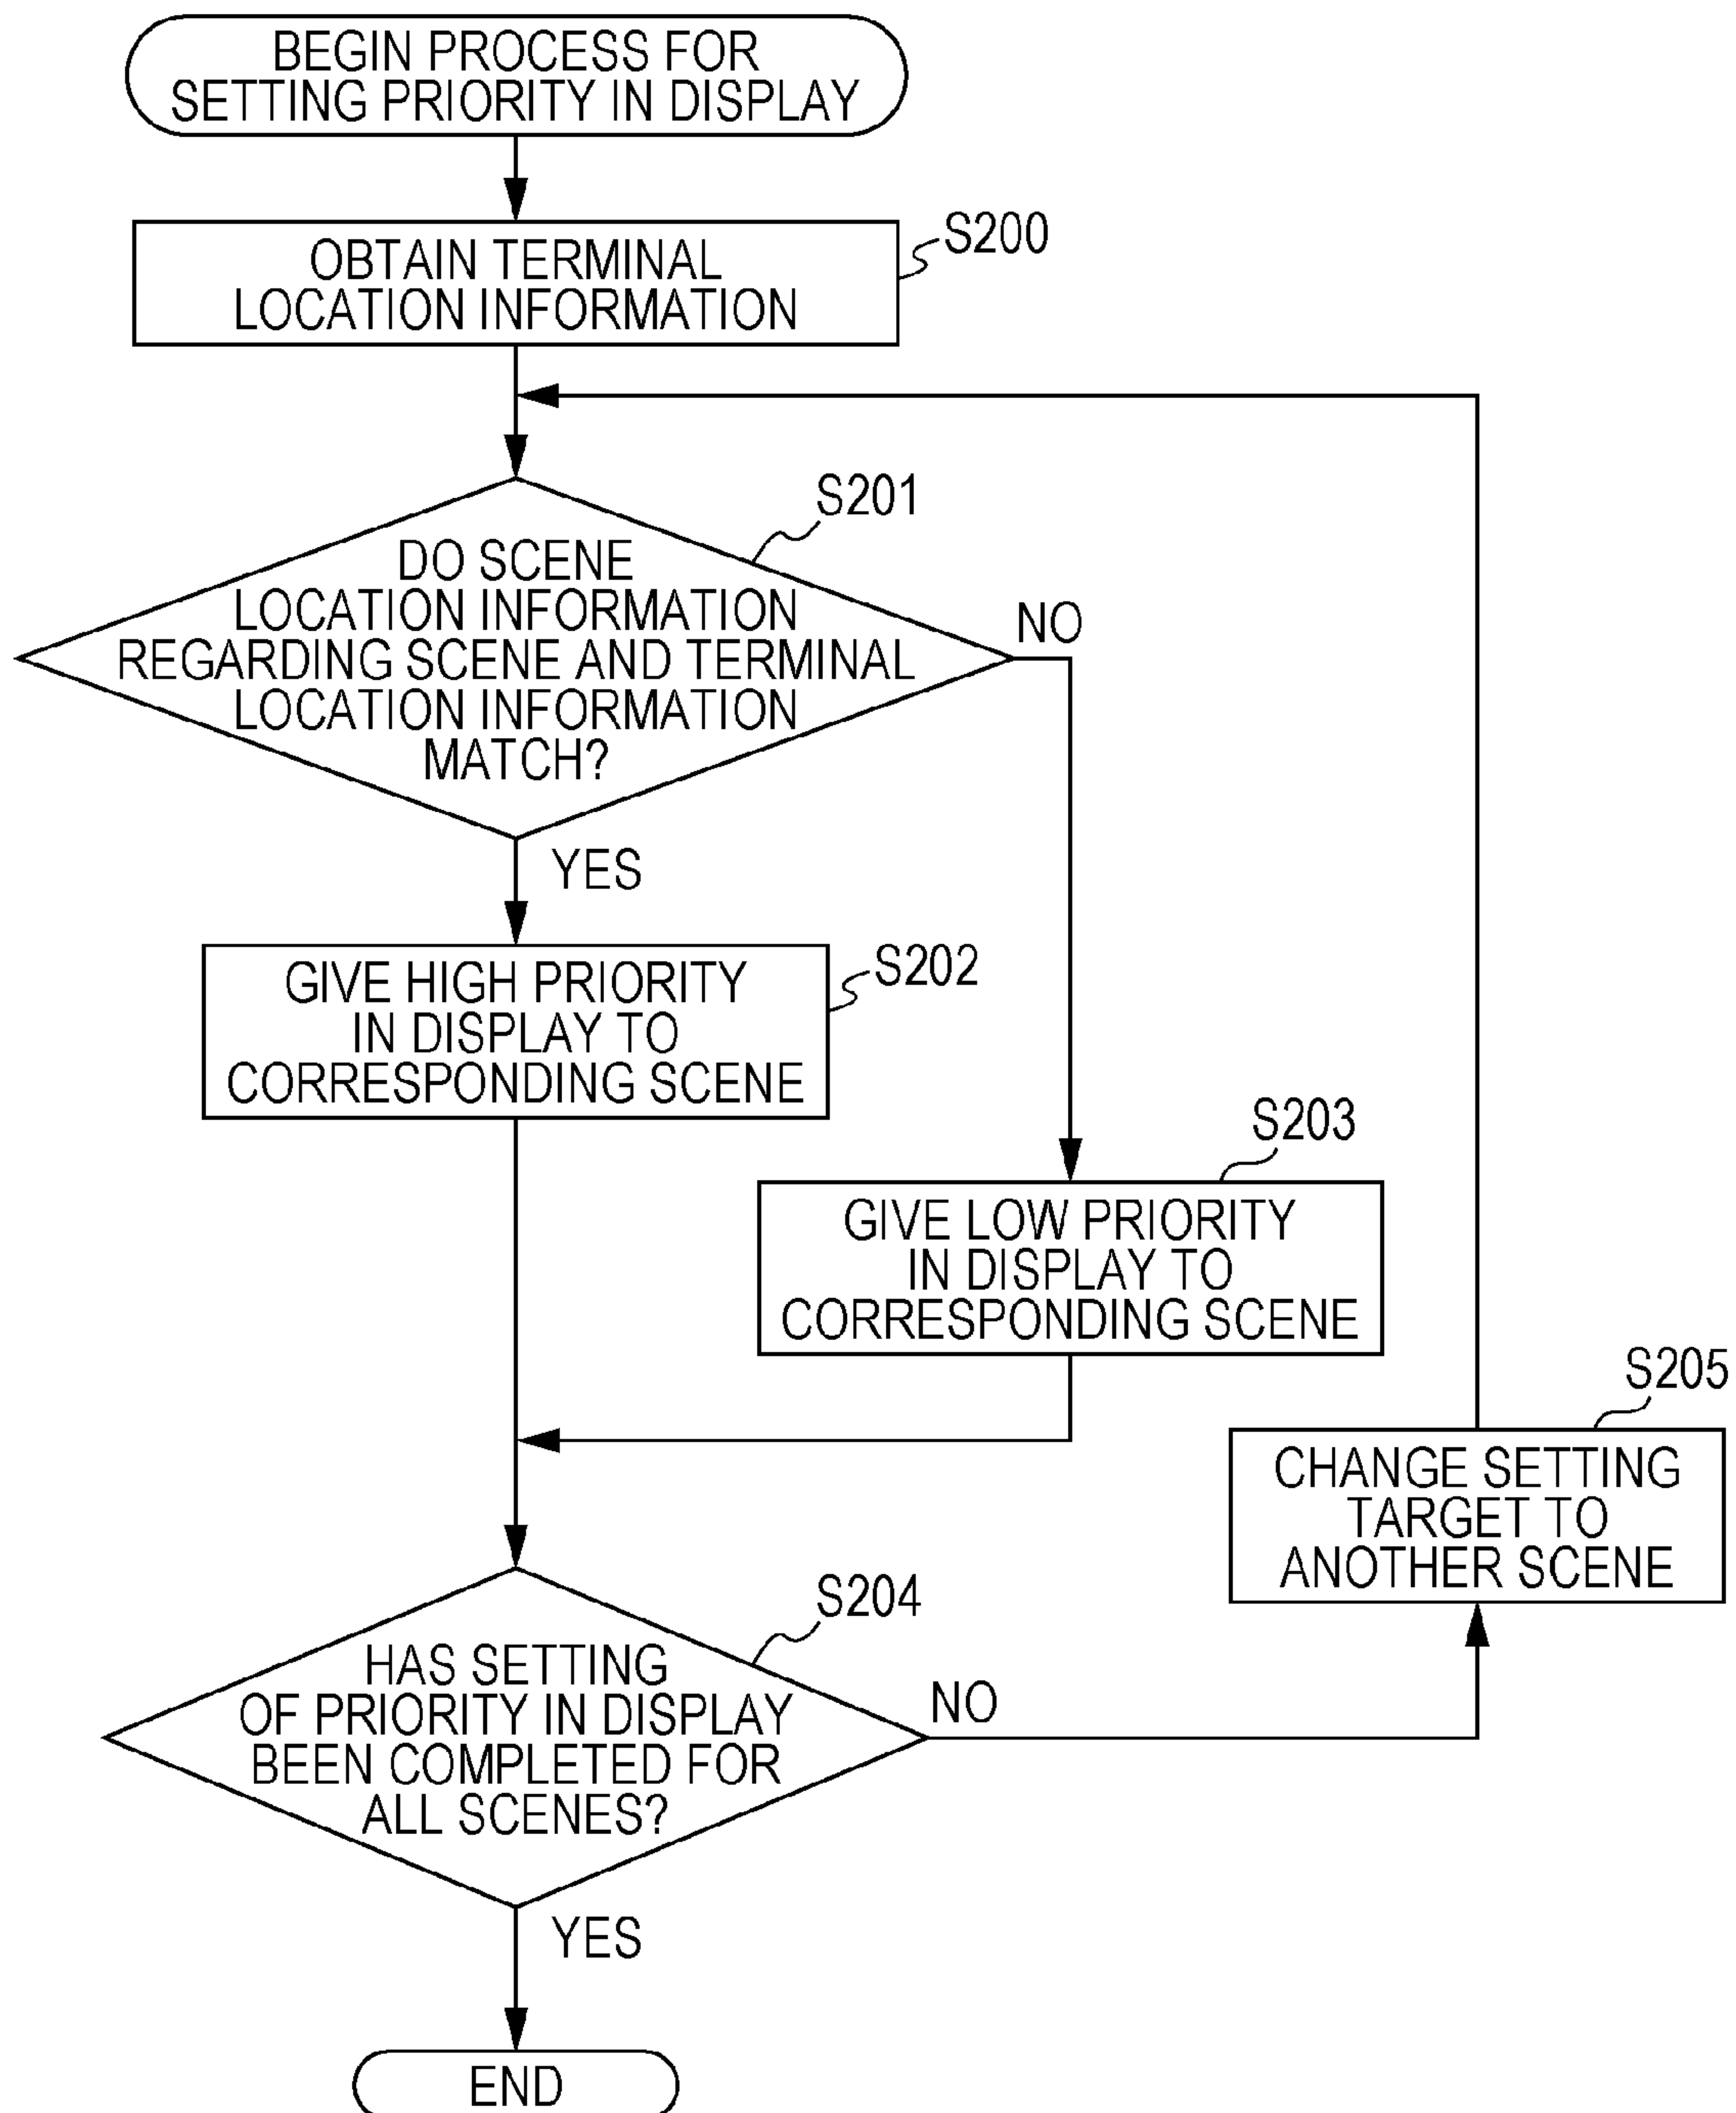 BEGIN PROCESS FOR
SETTING PRIORITY IN DISPLAY
OBTAIN TERMINAL
LOCATION INFORMATION
S200
S201
DO SCENE
LOCATION INFORMATION
REGARDING SCENE AND TERMINAL
LOCATION INFORMATION
MATCH?
NO
YES
GIVE HIGH PRIORITY
IN DISPLAY TO
CORRESPONDING SCENE
S202
S203
GIVE LOW PRIORITY
IN DISPLAY TO
CORRESPONDING SCENE
S205
CHANGE SETTING
TARGET TO
ANOTHER SCENE
S204
HAS SETTING
OF PRIORITY IN DISPLAY
BEEN COMPLETED FOR
ALL SCENES?
NO
YES
END